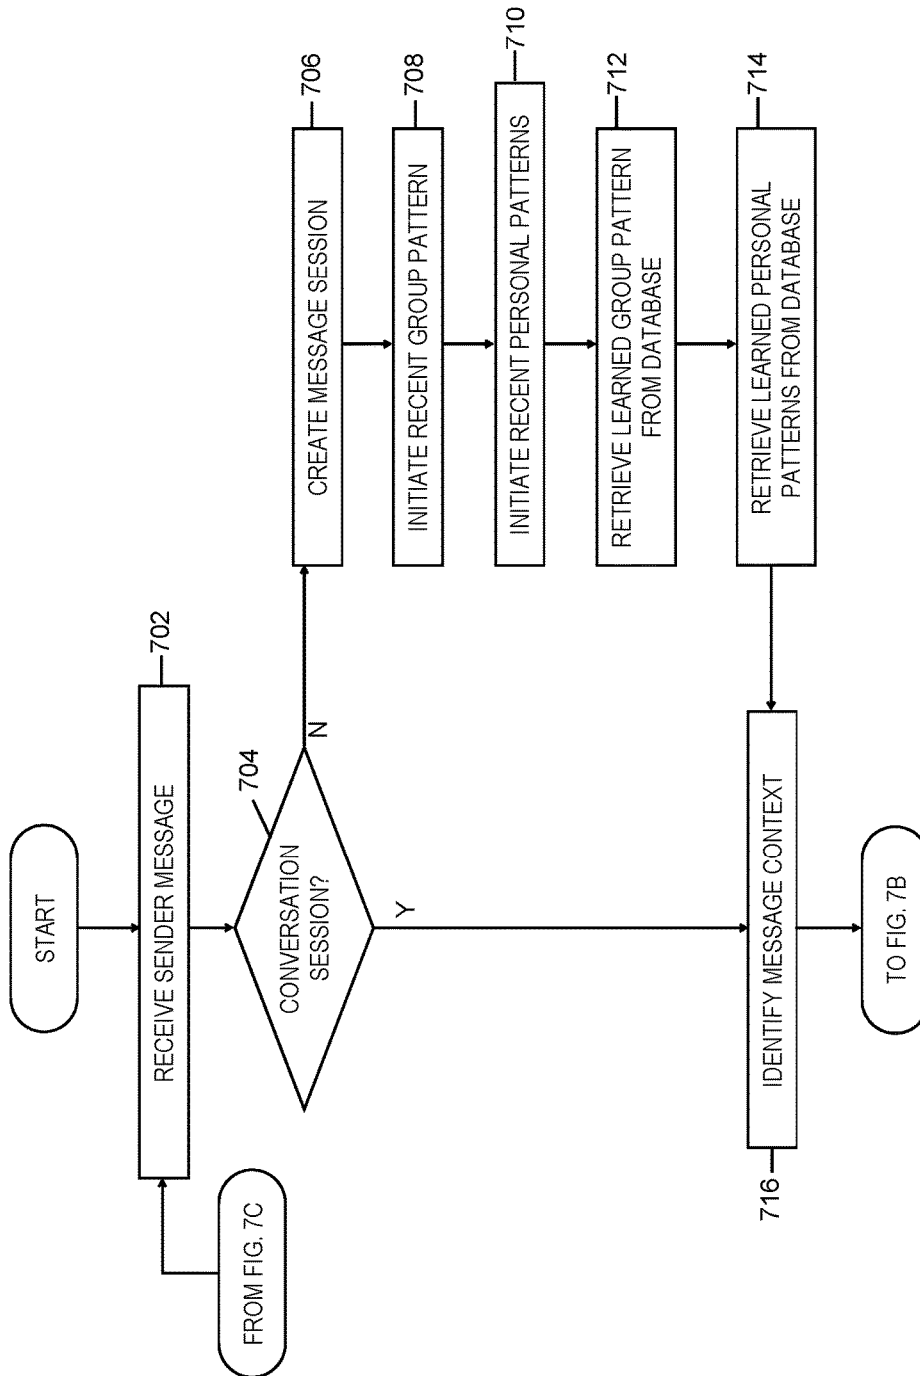 START
FROM FIG. 7C
RECEIVE SENDER MESSAGE
702
704
CONVERSATION
SESSION?
N
Y
706
CREATE MESSAGE SESSION
708
INITIATE RECENT GROUP PATTERN
710
INITIATE RECENT PERSONAL PATTERNS
712
RETRIEVE LEARNED GROUP PATTERN
FROM DATABASE
714
RETRIEVE LEARNED PERSONAL
PATTERNS FROM DATABASE
716
IDENTIFY MESSAGE CONTEXT
TO FIG. 7B